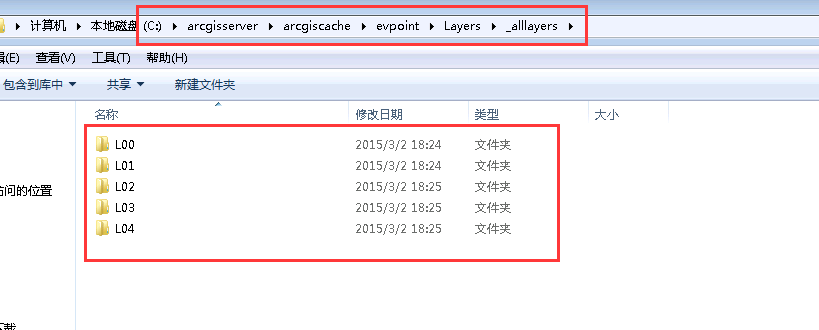 计算机 本地磁盘 (C:) arcgisserver arcgiscache evpoint Layers _alllayers
(E) 查看(V) 工具(T) 帮助(H)
包含到库中 共享 新建文件夹
名称 修改日期 类型 大小
L00 2015/3/2 18:24 文件夹
L01 2015/3/2 18:24 文件夹
L02 2015/3/2 18:25 文件夹
L03 2015/3/2 18:25 文件夹
L04 2015/3/2 18:25 文件夹
问的位置